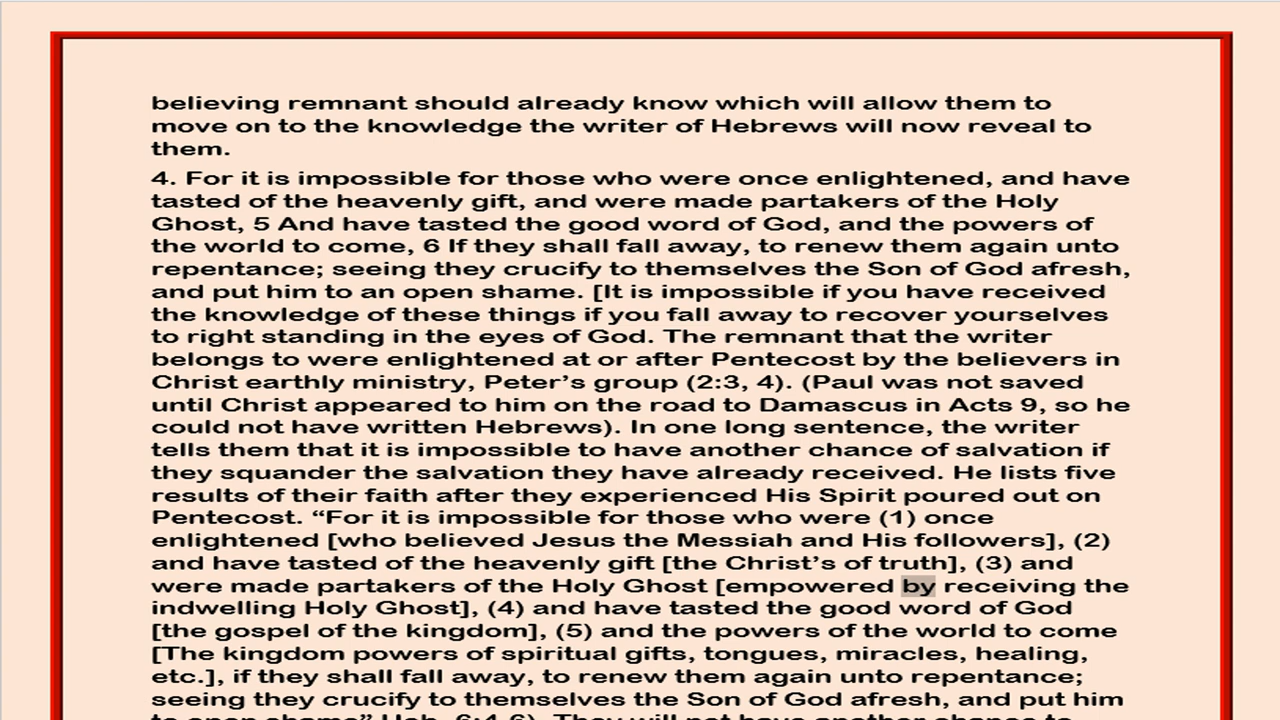 believing remnant should already know which will allow them to
move on to the knowledge the writer of Hebrews will now reveal to
them.
4. For it is impossible for those who were once enlightened, and have
tasted of the heavenly gift, and were made partakers of the Holy
Ghost, 5 And have tasted the good word of God, and the powers of
the world to come, 6 If they shall fall away, to renew them again unto
repentance; seeing they crucify to themselves the Son of God afresh,
and put him to an open shame. [It is impossible if you have received
the knowledge of these things if you fall away to recover yourselves
to right standing in the eyes of God. The remnant that the writer
belongs to were enlightened at or after Pentecost by the believers in
Christ earthly ministry, Peter’s group (2:3, 4). (Paul was not saved
until Christ appeared to him on the road to Damascus in Acts 9, so he
could not have written Hebrews). In one long sentence, the writer
tells them that it is impossible to have another chance of salvation if
they squander the salvation they have already received. He lists five
results of their faith after they experienced His Spirit poured out on
Pentecost. “For it is impossible for those who were (1) once
enlightened [who believed Jesus the Messiah and His followers], (2)
and have tasted of the heavenly gift [the Christ’s of truth], (3) and
were made partakers of the Holy Ghost [empowered by receiving the
indwelling Holy Ghost], (4) and have tasted the good word of God
[the gospel of the kingdom], (5) and the powers of the world to come
[The kingdom powers of spiritual gifts, tongues, miracles, healing,
etc.], if they shall fall away, to renew them again unto repentance;
seeing they crucify to themselves the Son of God afresh, and put him
to open shame” Heb. 6:1-6). They will not have another chance to